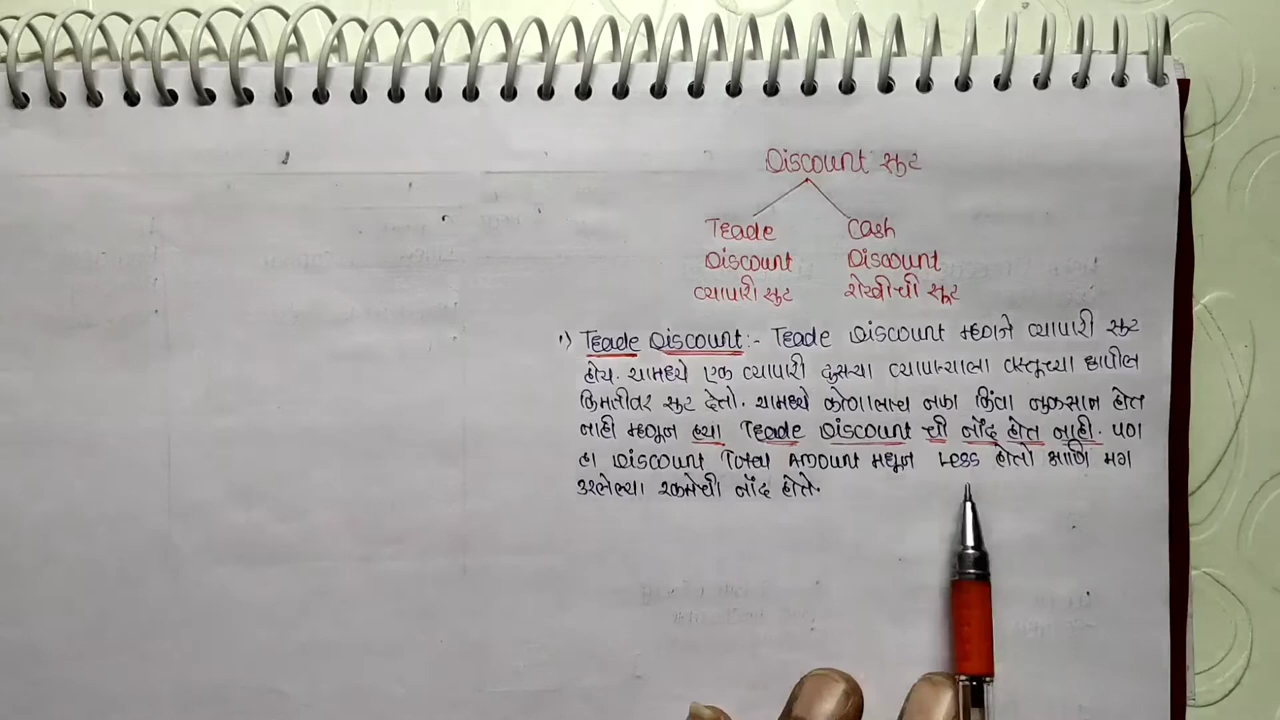 Discount सूट
Trade Cash
Discount Discount
व्यापारी सूट रोखीची सूट
1) Trade Discount :- Trade Discount म्हणजे व्यापारी सूट
होय. यामध्ये एक व्यापारी दुसऱ्या व्यापाऱ्याला वस्तूच्या छापील
किमतीवर सूट देतो. यामध्ये कोणालाच नफा किंवा नुकसान होत
नाही म्हणून ह्या Trade Discount ची नोंद होत नाही. पण
हा Discount Total Amount मधून Less होतो आणि मग
उरलेल्या रकमेची नोंद होते.